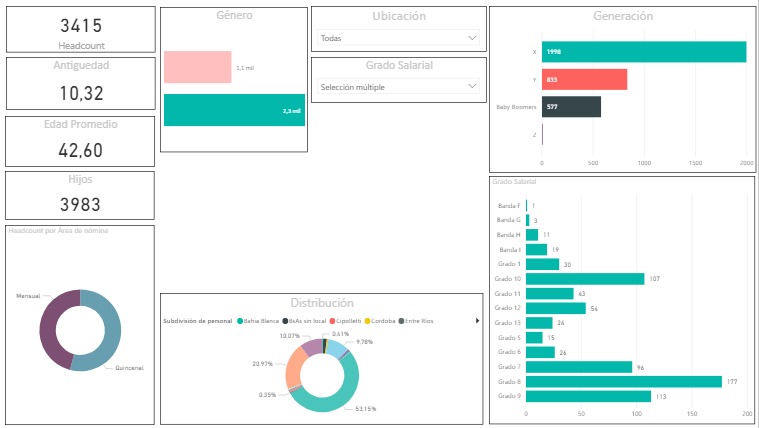 3415
Headcount
Antiguedad
10,32
Edad Promedio
42,60
Hijos
3983
Headcount por Área de nómina
Mensual
Quincenal
Género
1,1 mil
2,3 mil
Ubicación
Todas
Grado Salarial
Selección múltiple
Distribución
Subdivisión de personal Bahia Blanca BsAs sin local Cipolletti Cordoba Entre Rios
10.07%
0.61%
9.78%
20.97%
0.35%
53.15%
Generación
X 1998
Y 833
Baby Boomers 577
Z
0 500 1000 1500 2000
Grado Salarial
Banda F 1
Banda G 3
Banda H 11
Banda I 19
Grado 1 30
Grado 10 107
Grado 11 43
Grado 12 54
Grado 13 24
Grado 5 15
Grado 6 26
Grado 7 96
Grado 8 177
Grado 9 113
0 50 100 150 200